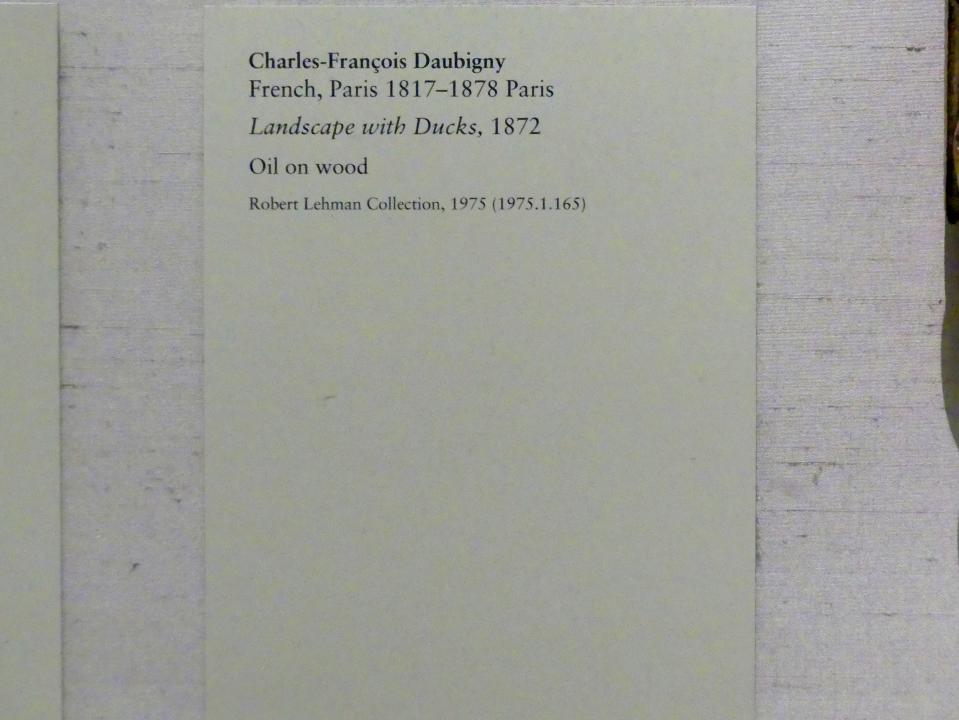 Charles-François Daubigny
French, Paris 1817–1878 Paris
Landscape with Ducks, 1872
Oil on wood
Robert Lehman Collection, 1975 (1975.1.165)